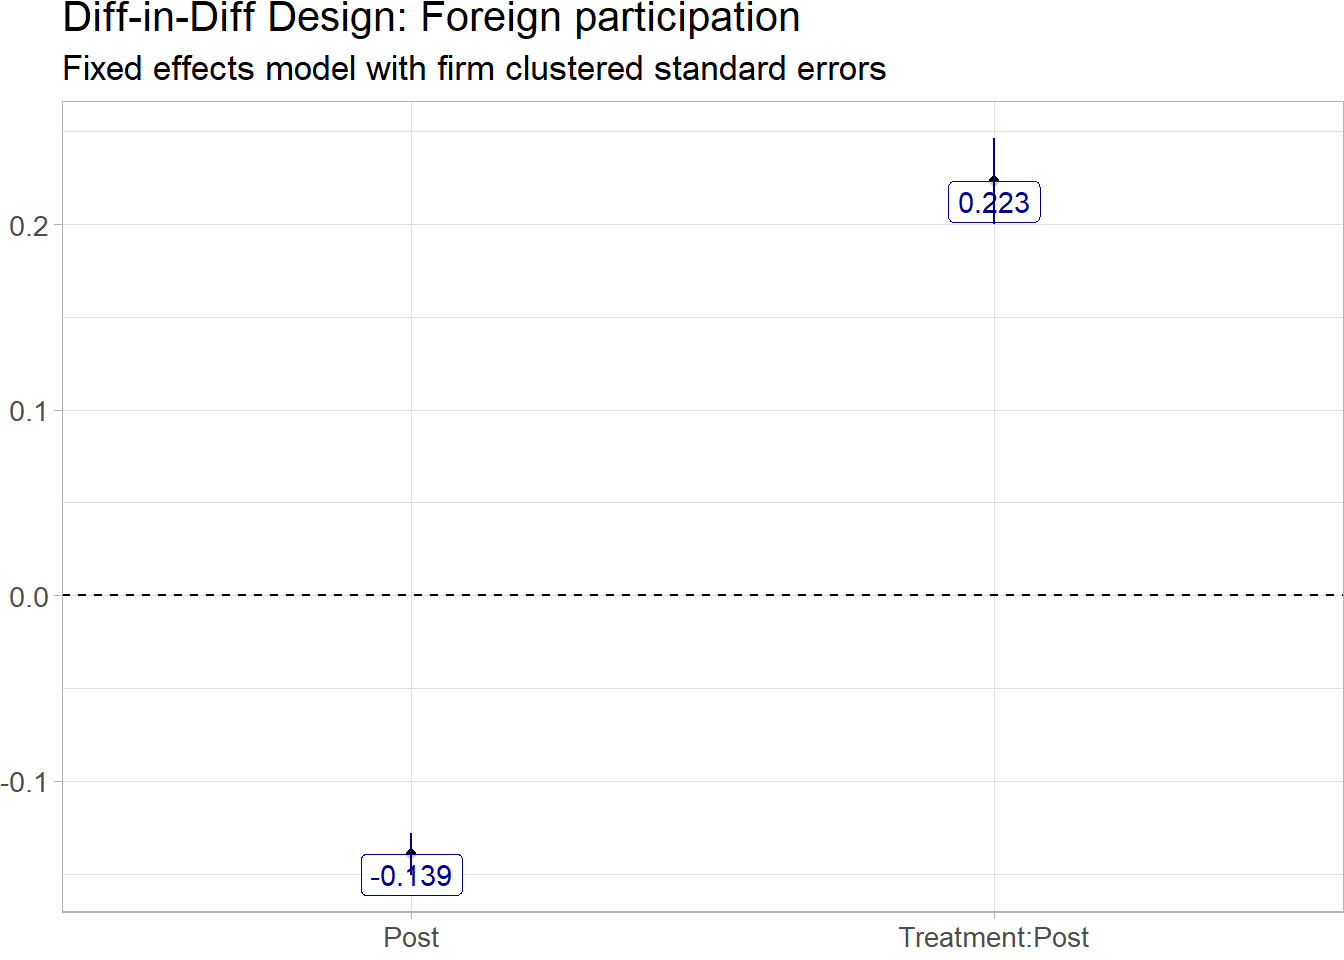 Diff-in-Diff Design: Foreign participation
Fixed effects model with firm clustered standard errors
0.223
0.2
0.1
0.0
-0.1
-0.139
Post
Treatment:Post